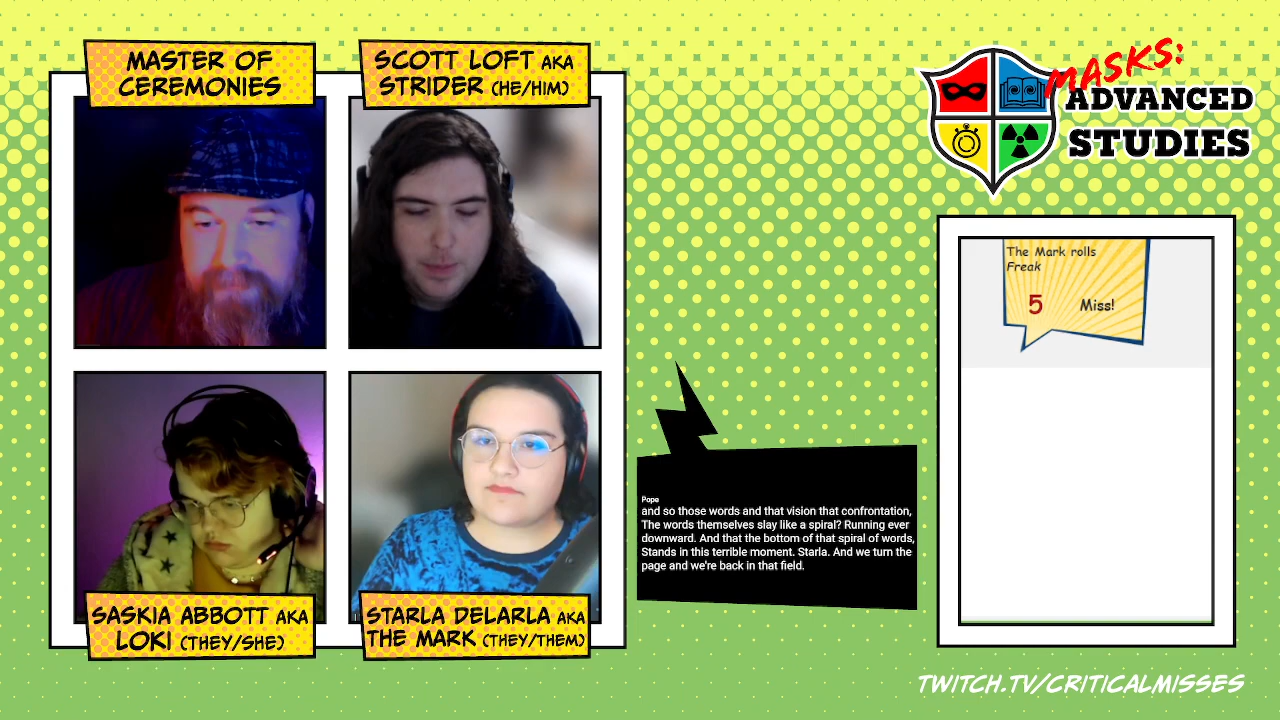 MASTER OF
CEREMONIES
SCOTT LOFT AKA
STRIDER (HE/HIM)
MASKS:
ADVANCED
STUDIES
The Mark rolls
Freak
5 Miss!
Pope
and so those words and that vision that confrontation,
The words themselves slay like a spiral? Running ever
downward. And that the bottom of that spiral of words,
Stands in this terrible moment. Starla. And we turn the
page and we're back in that field.
SASKIA ABBOTT AKA
LOKI (THEY/SHE)
STARLA DELARLA AKA
THE MARK (THEY/THEM)
TWITCH.TV/CRITICALMISSES